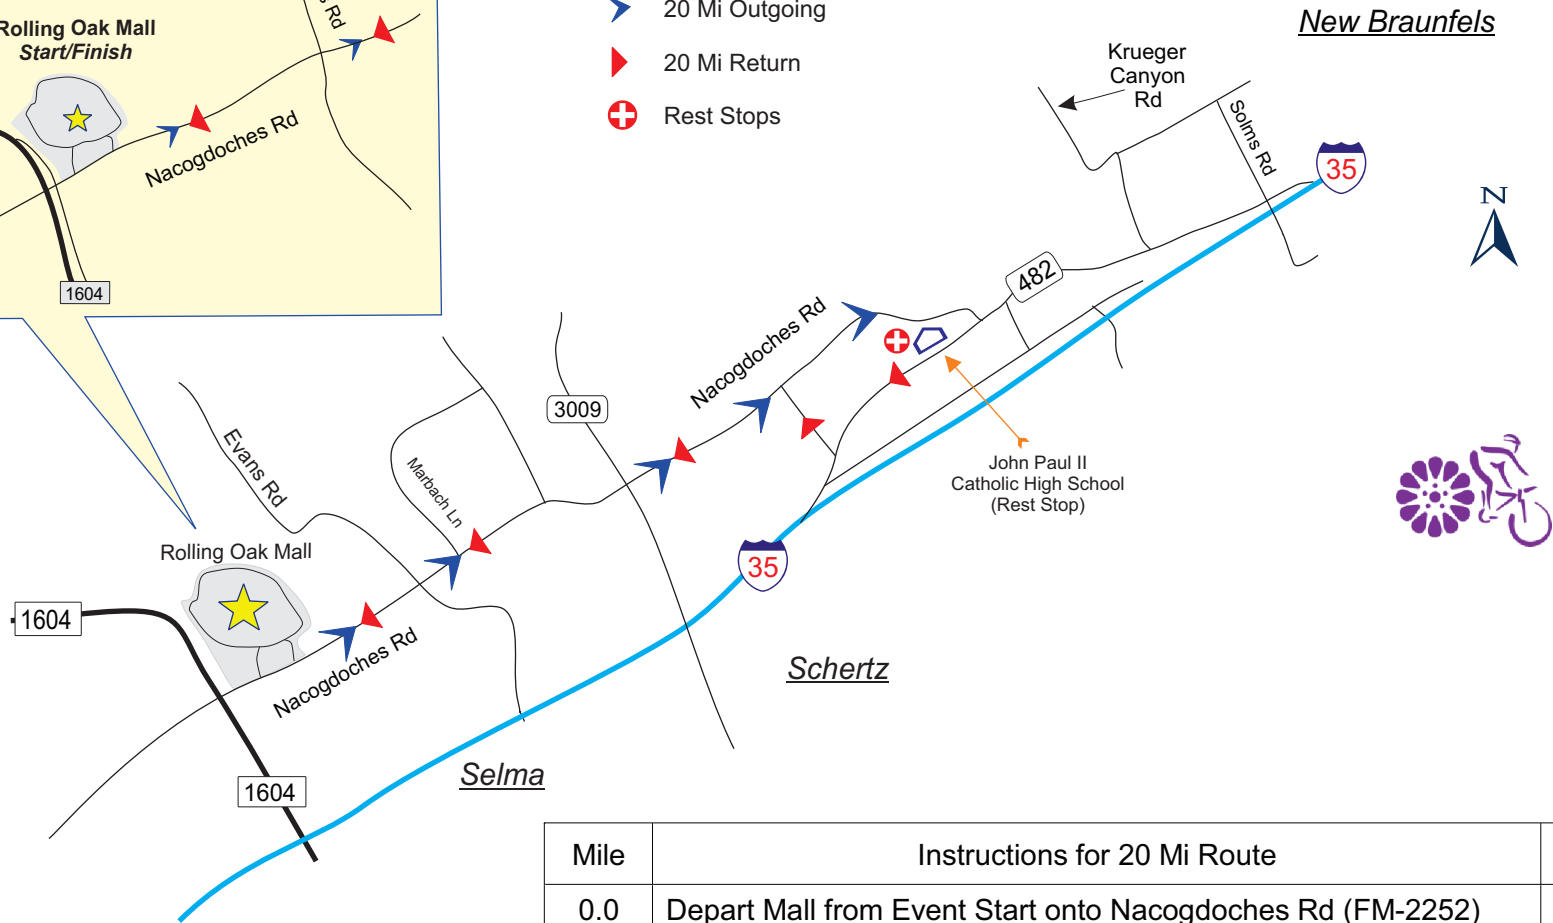 Rolling Oak Mall
Start/Finish
Rd
Nacogdoches Rd
1604
20 Mi Outgoing
20 Mi Return
Rest Stops
New Braunfels
Krueger
Canyon
Rd
Solms Rd
35
N
482
Nacogdoches Rd
3009
Evans Rd
Marbach Ln
John Paul II
Catholic High School
(Rest Stop)
Rolling Oak Mall
35
1604
Nacogdoches Rd
Schertz
Selma
1604
Mile Instructions for 20 Mi Route
0.0 Depart Mall from Event Start onto Nacogdoches Rd (FM-2252)